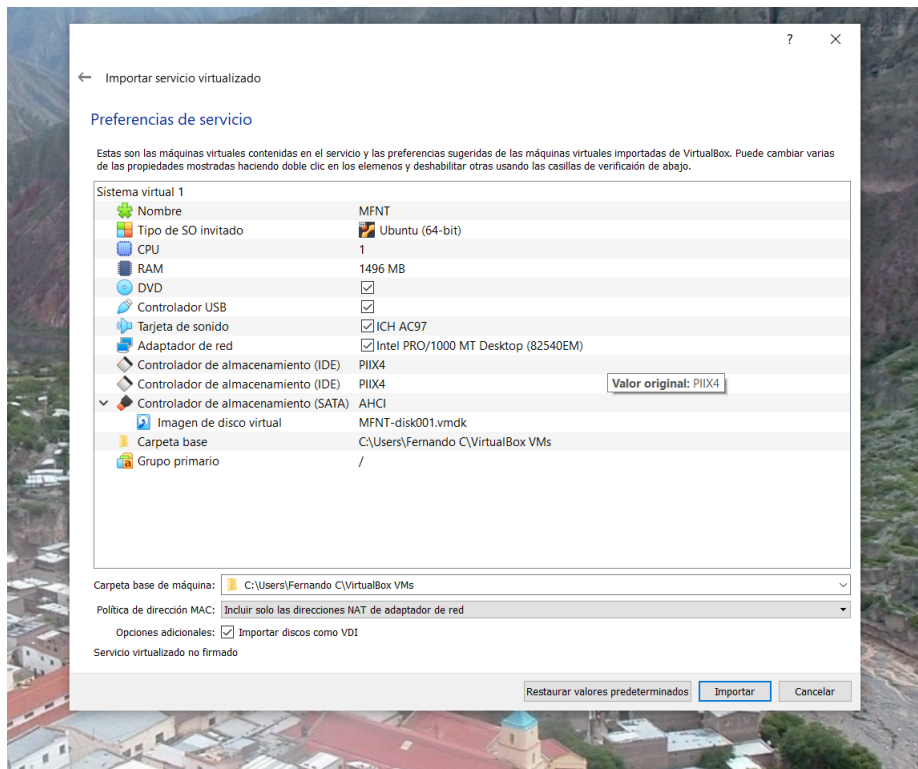 ?
Importar servicio virtualizado
Preferencias de servicio
Estas son las máquinas virtuales contenidas en el servicio y las preferencias sugeridas de las máquinas virtuales importadas de VirtualBox. Puede cambiar varias
de las propiedades mostradas haciendo doble clic en los elemenos y deshabilitar otras usando las casillas de verificaión de abajo.
Sistema virtual 1
Nombre MFNT
Tipo de SO invitado Ubuntu (64-bit)
CPU 1
RAM 1496 MB
DVD
Controlador USB
Tarjeta de sonido ICH AC97
Adaptador de red Intel PRO/1000 MT Desktop (82540EM)
Controlador de almacenamiento (IDE) PIIX4
Controlador de almacenamiento (IDE) PIIX4
Valor original: PIIX4
Controlador de almacenamiento (SATA) AHCI
Imagen de disco virtual MFNT-disk001.vmdk
Carpeta base C:\Users\Fernando C\VirtualBox VMs
Grupo primario /
Carpeta base de máquina: C:\Users\Fernando C\VirtualBox VMs
Política de dirección MAC: Incluir solo las direcciones NAT de adaptador de red
Opciones adicionales: Importar discos como VDI
Servicio virtualizado no firmado
Restaurar valores predeterminados Importar Cancelar